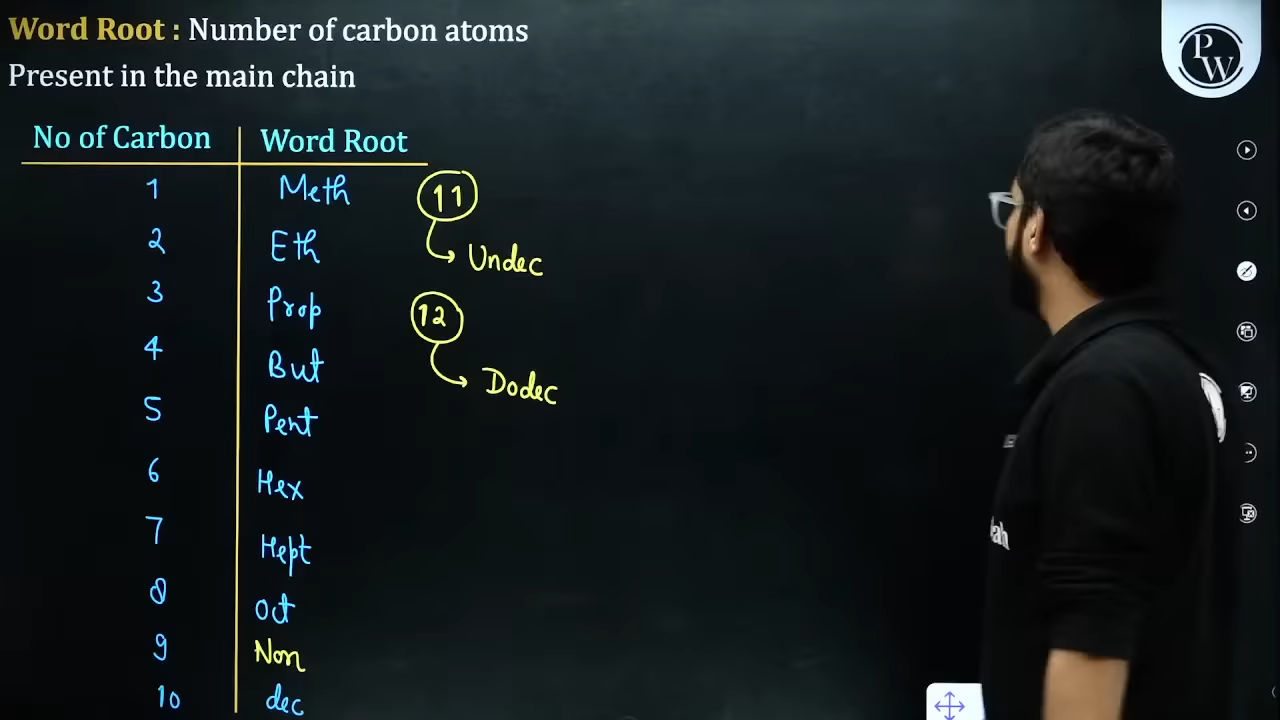 Word Root : Number of carbon atoms
Present in the main chain
PW
No of Carbon Word Root
1 Meth
2 Eth
3 Prop
4 But
5 Pent
6 Hex
7 Hept
8 Oct
9 Non
10 dec
11
Undec
12
Dodec